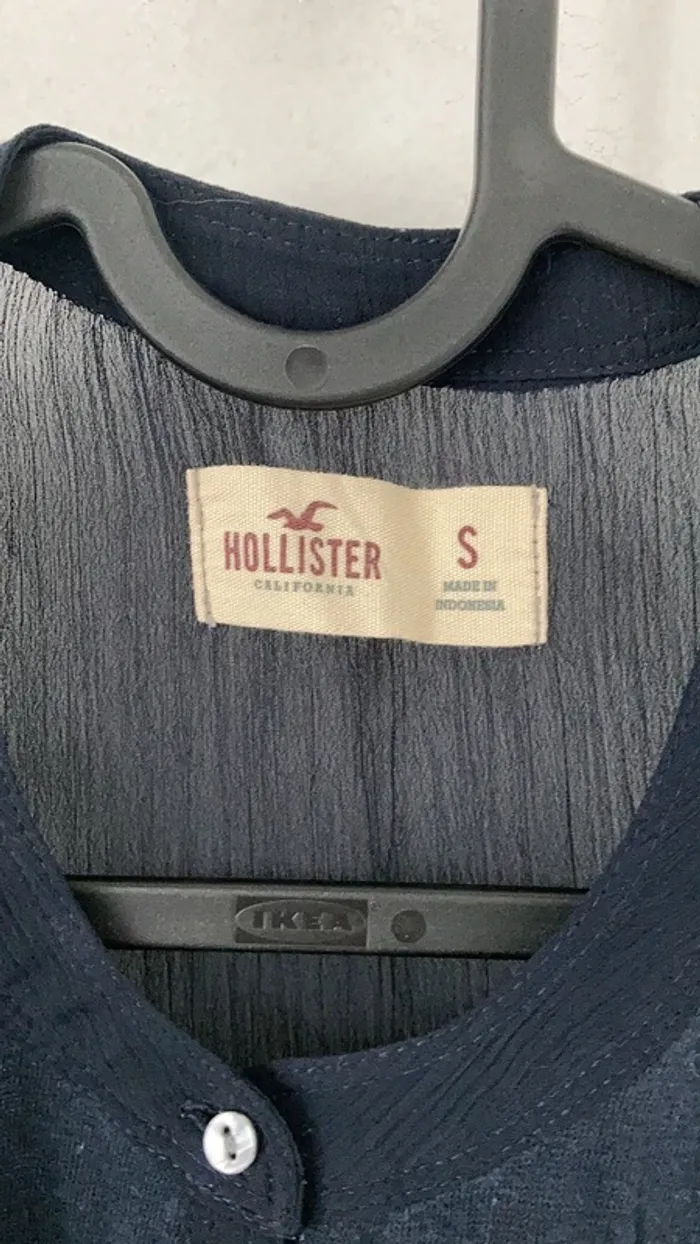 HOLLISTER
CALIFORNIA
S
MADE IN
INDONESIA
IKEA